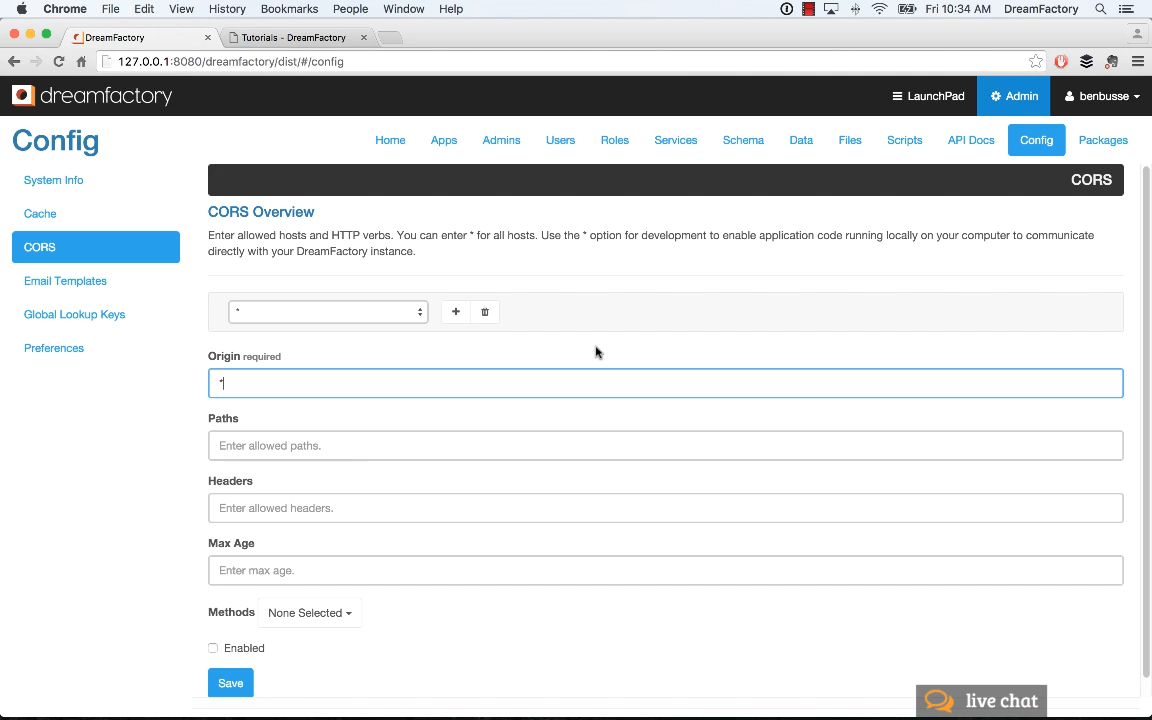 Chrome File Edit View History Bookmarks People Window Help Fri 10:34 AM DreamFactory
DreamFactory × Tutorials - DreamFactory ×
127.0.0.1:8080/dreamfactory/dist/#/config
dreamfactory LaunchPad Admin benbusse
Config Home Apps Admins Users Roles Services Schema Data Files Scripts API Docs Config Packages
System Info
Cache
CORS
Email Templates
Global Lookup Keys
Preferences
CORS
CORS Overview
Enter allowed hosts and HTTP verbs. You can enter * for all hosts. Use the * option for development to enable application code running locally on your computer to communicate
directly with your DreamFactory instance.
*
Origin required
*
Paths
Enter allowed paths.
Headers
Enter allowed headers.
Max Age
Enter max age.
Methods None Selected
Enabled
Save
live chat